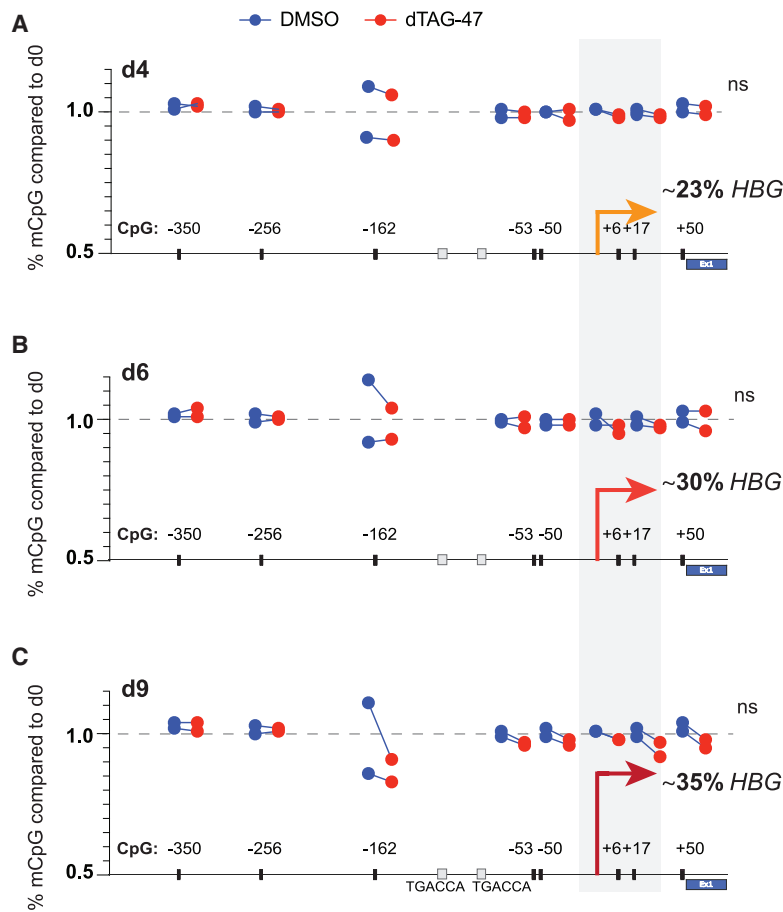 DMSO dTAG-47
A
d4
ns
1.0
% mCpG compared to d0
~23% HBG
CpG: -350 -256 -162 -53 -50 +6 +17 +50
0.5
Ex1
B
d6
ns
1.0
% mCpG compared to d0
~30% HBG
CpG: -350 -256 -162 -53 -50 +6 +17 +50
0.5
Ex1
C
d9
ns
1.0
% mCpG compared to d0
~35% HBG
CpG: -350 -256 -162 -53 -50 +6 +17 +50
0.5
Ex1
TGACCA TGACCA